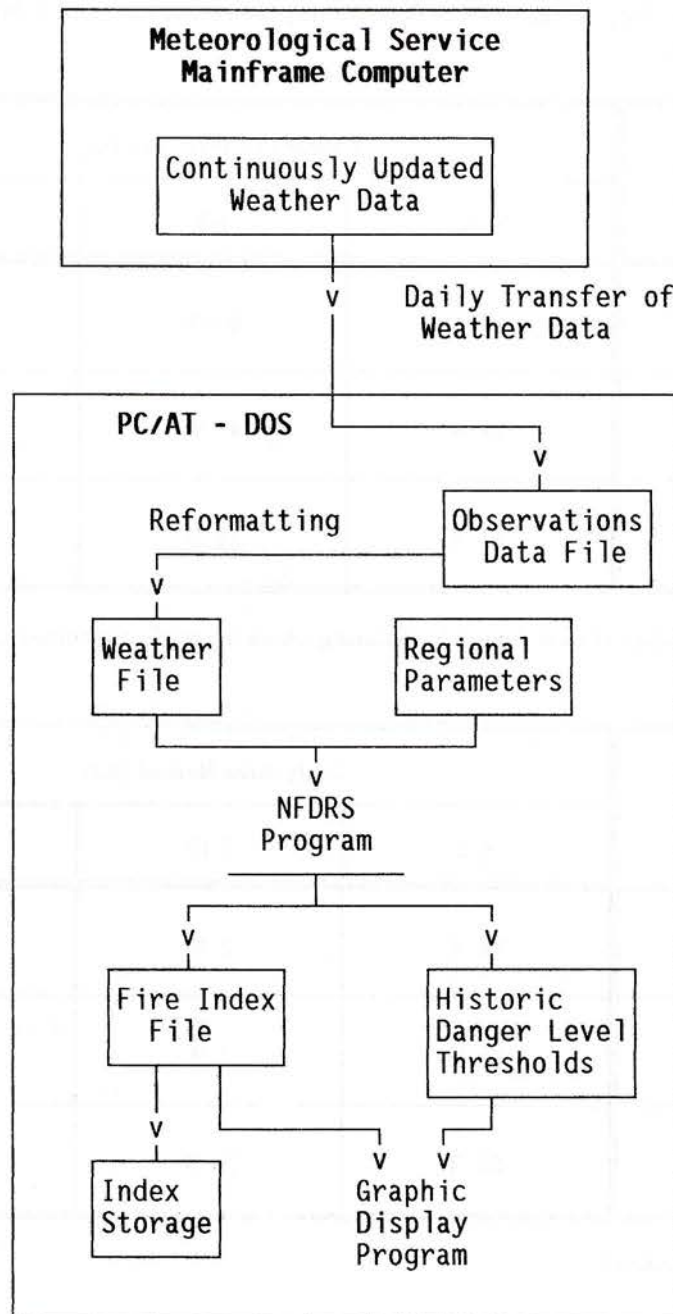 Meteorological Service
Mainframe Computer
Continuously Updated
Weather Data
v
Daily Transfer of
Weather Data
PC/AT - DOS
v
Reformatting
Observations
Data File
v
Weather
File
Regional
Parameters
v
NFDRS
Program
v
v
Fire Index
File
Historic
Danger Level
Thresholds
v
v
v
Index
Storage
Graphic
Display
Program